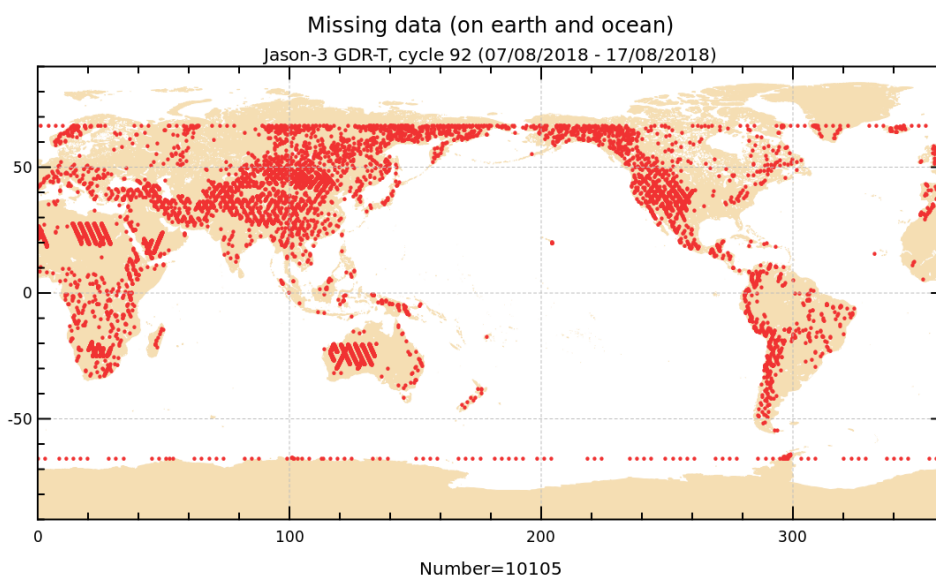 Missing data (on earth and ocean)
Jason-3 GDR-T, cycle 92 (07/08/2018 - 17/08/2018)
50
0
-50
0 100 200 300
Number=10105